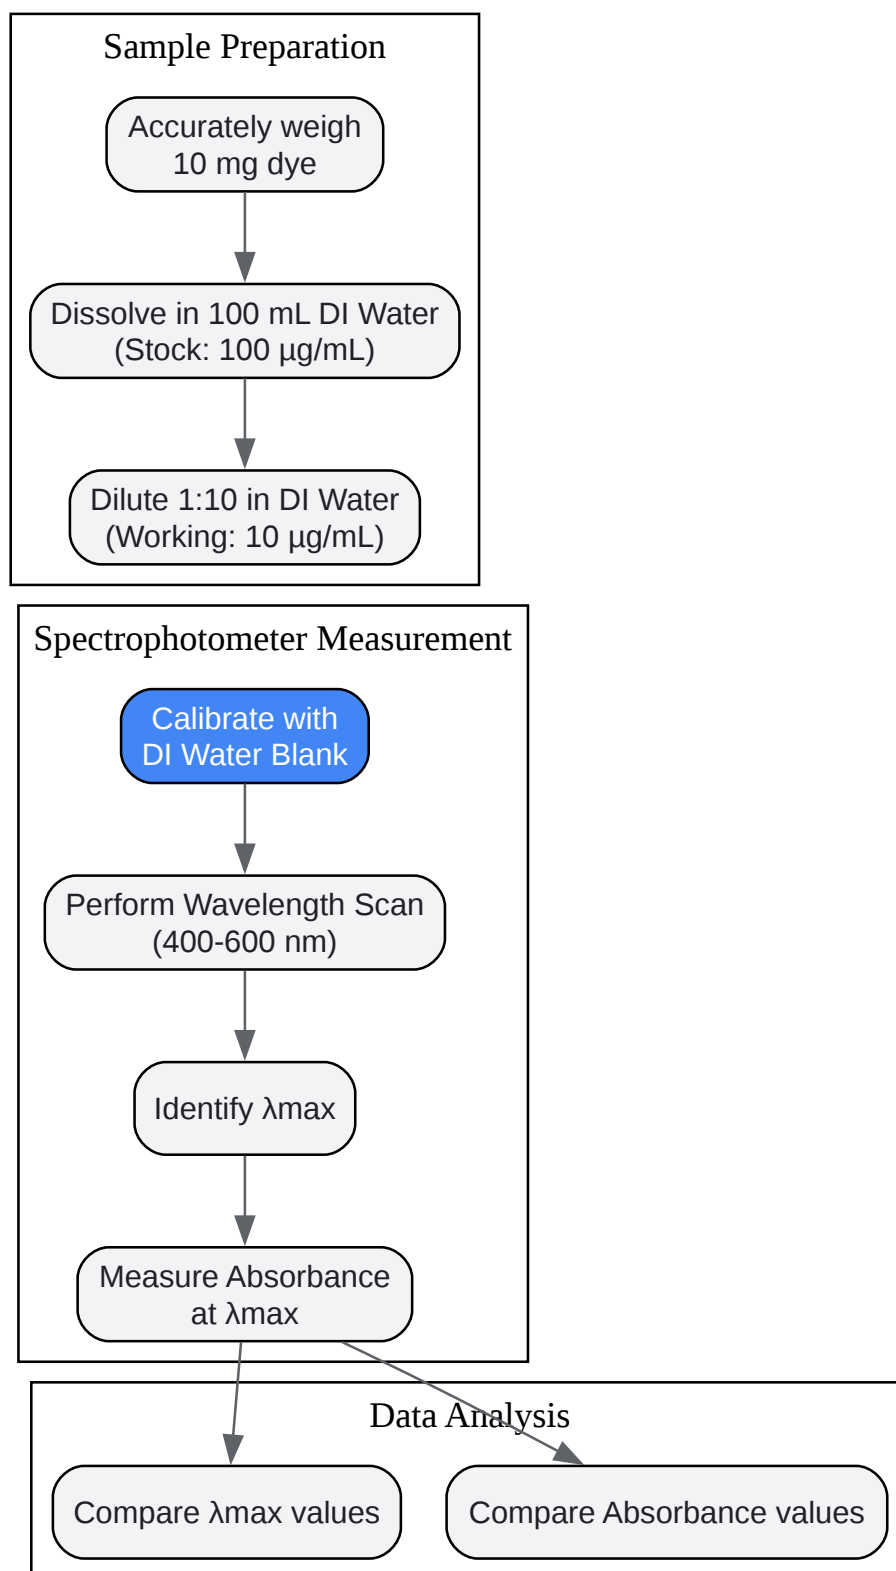 Sample Preparation
Accurately weigh
10 mg dye
Dissolve in 100 mL DI Water
(Stock: 100 µg/mL)
Dilute 1:10 in DI Water
(Working: 10 µg/mL)
Spectrophotometer Measurement
Calibrate with
DI Water Blank
Perform Wavelength Scan
(400-600 nm)
Identify λmax
Measure Absorbance
at λmax
Data Analysis
Compare λmax values
Compare Absorbance values